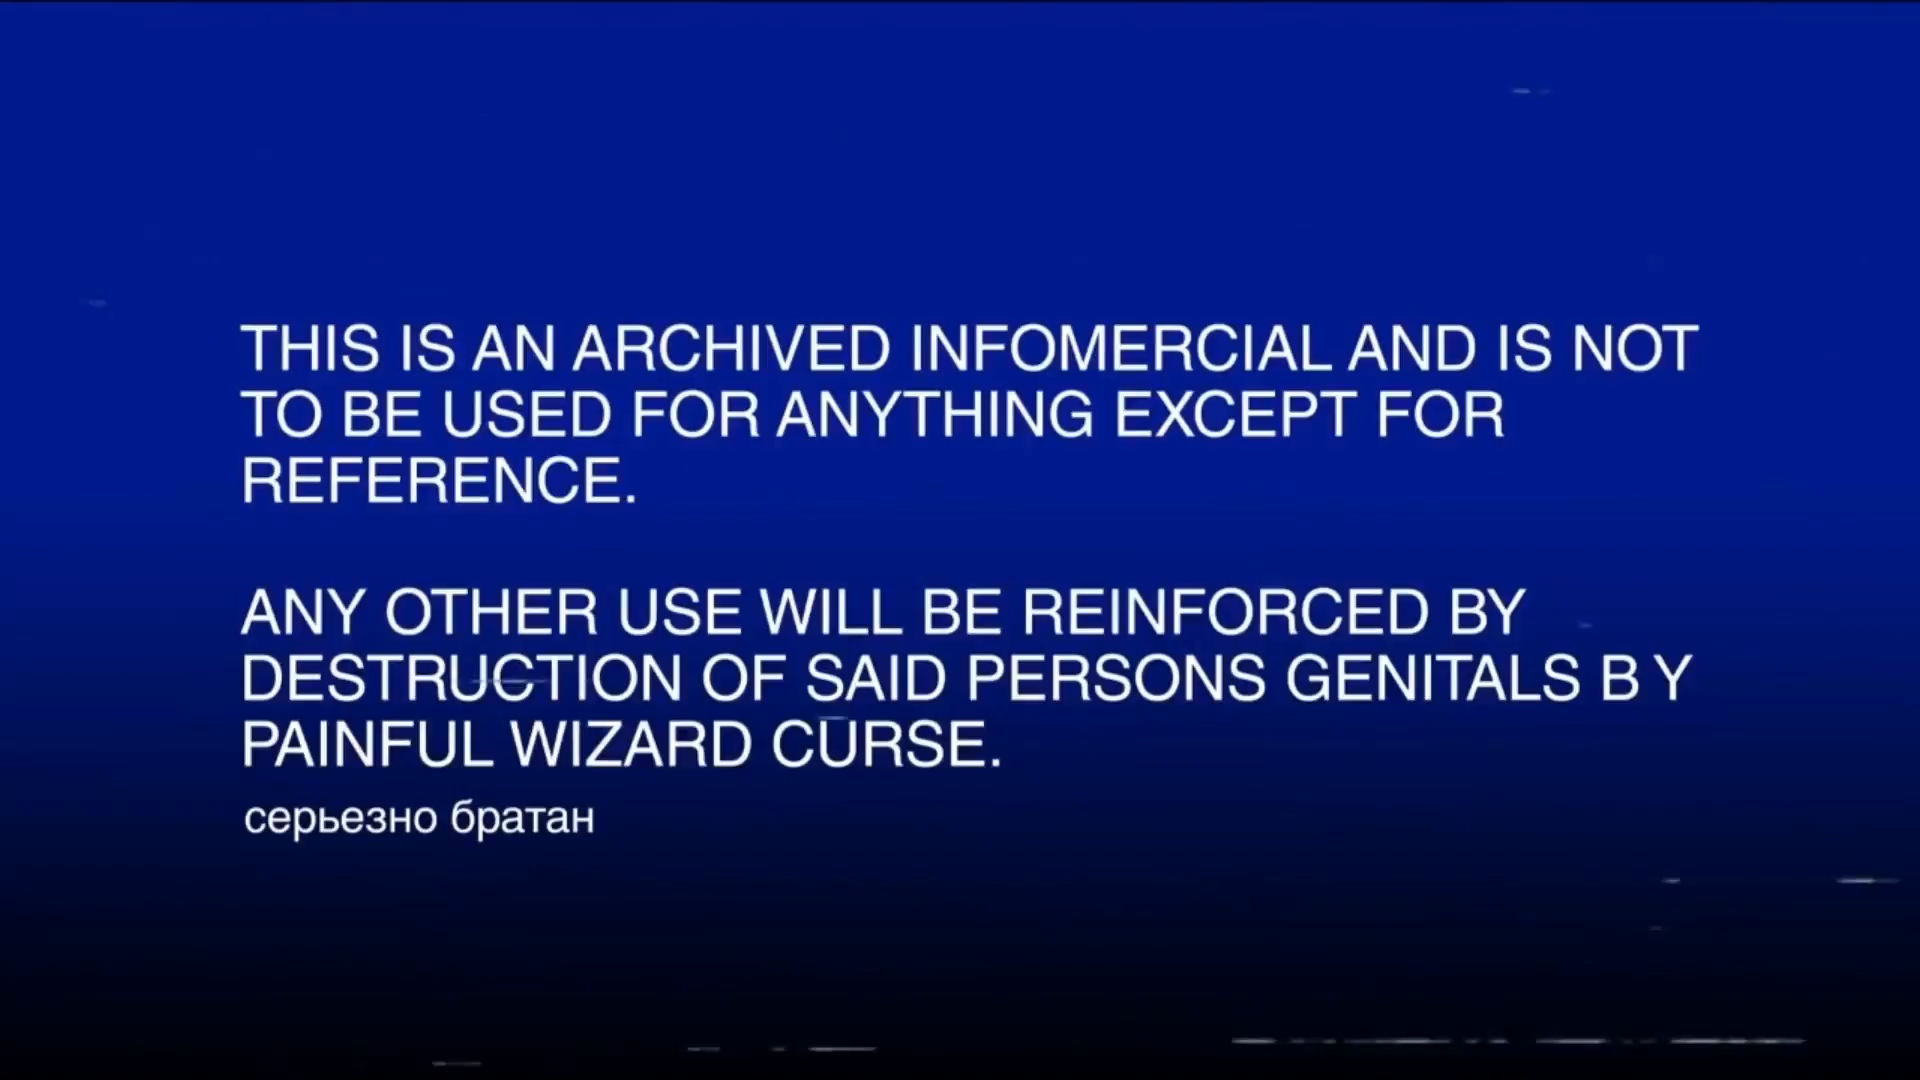 THIS IS AN ARCHIVED INFOMERCIAL AND IS NOT
TO BE USED FOR ANYTHING EXCEPT FOR
REFERENCE.
ANY OTHER USE WILL BE REINFORCED BY
DESTRUCTION OF SAID PERSONS GENITALS B Y
PAINFUL WIZARD CURSE.
серьезно братан